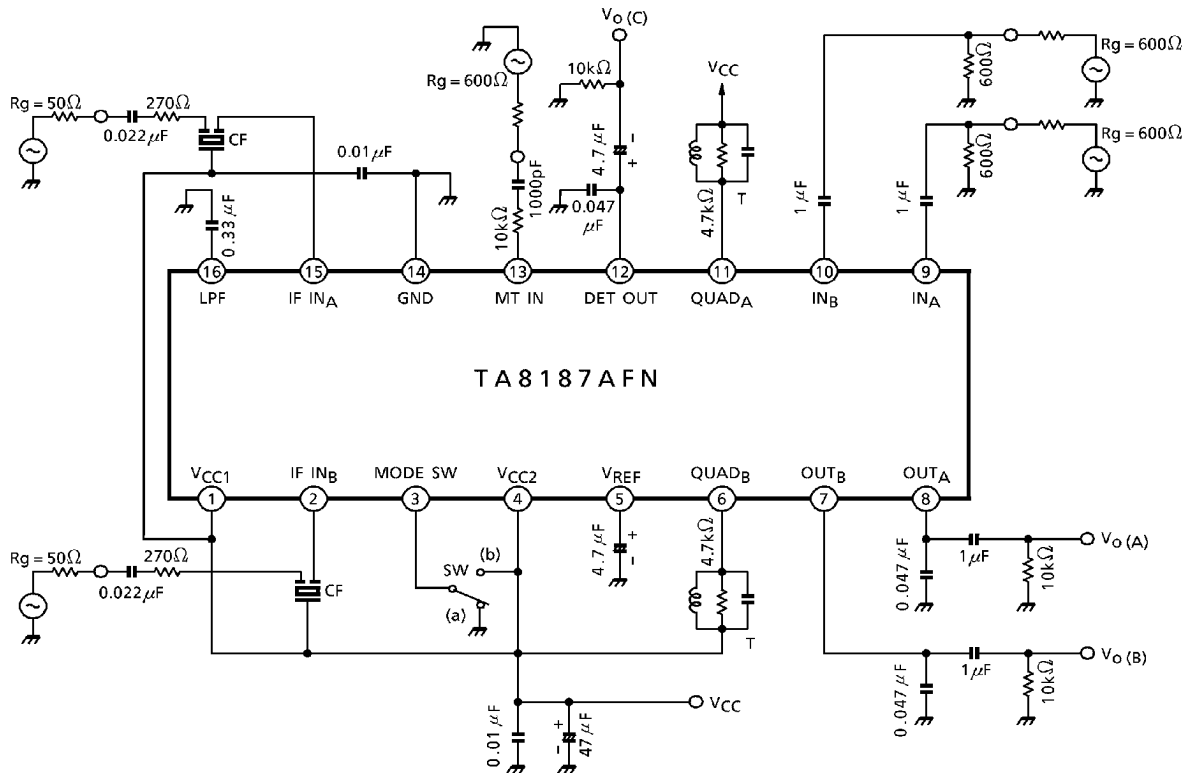 Vo (C)
Rg = 600Ω
10kΩ
VCC
Rg = 600Ω
600Ω
Rg = 50Ω
270Ω
0.022μF
CF
4.7μF
-
+
Rg = 600Ω
600Ω
0.01μF
1000pF
T
0.33μF
10kΩ
0.047
μF
4.7kΩ
1μF
1μF
16
15
14
13
12
11
10
9
LPF
IF INA
GND
MT IN
DET OUT
QUADA
INB
INA
TA8187AFN
VCC1
IF INB
MODE SW
VCC2
VREF
QUADB
OUTB
OUTA
1
2
3
4
5
6
7
8
Rg = 50Ω
270Ω
0.022μF
CF
SW
(b)
(a)
4.7μF
+
-
4.7kΩ
T
0.047μF
1μF
10kΩ
Vo (A)
0.047μF
1μF
10kΩ
Vo (B)
VCC
0.01μF
+
-
47μF